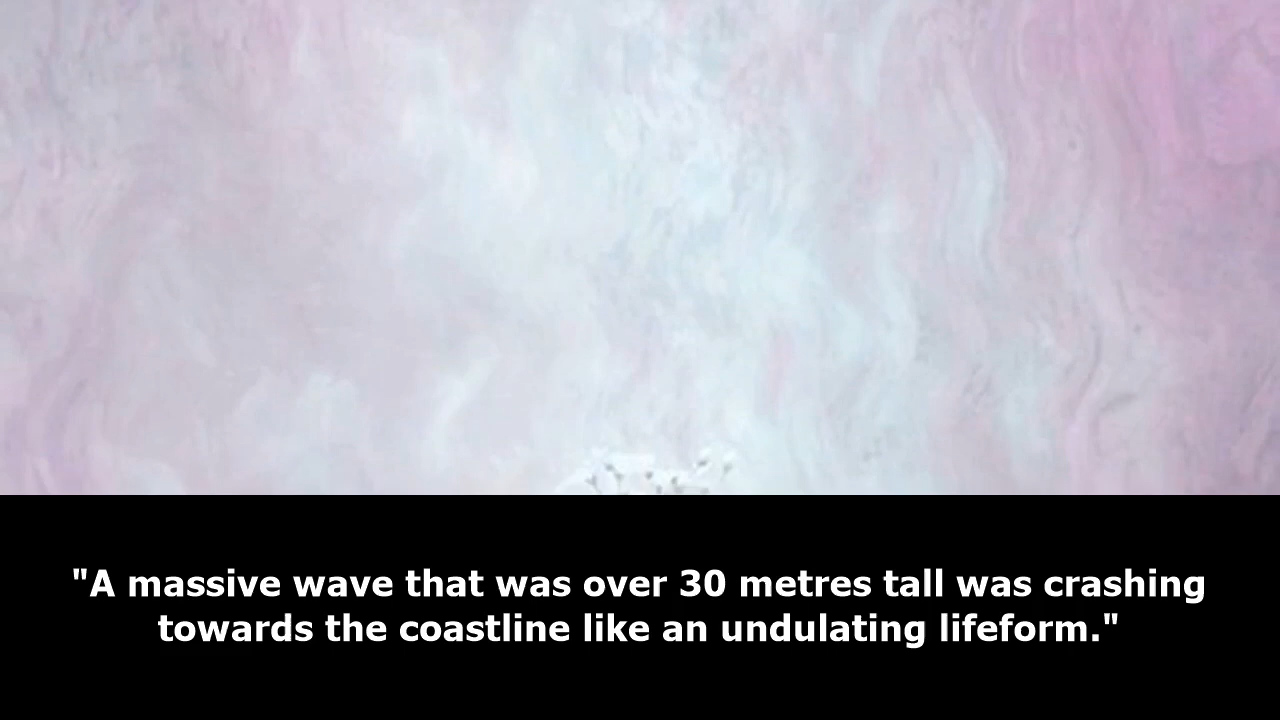 "A massive wave that was over 30 metres tall was crashing
towards the coastline like an undulating lifeform."